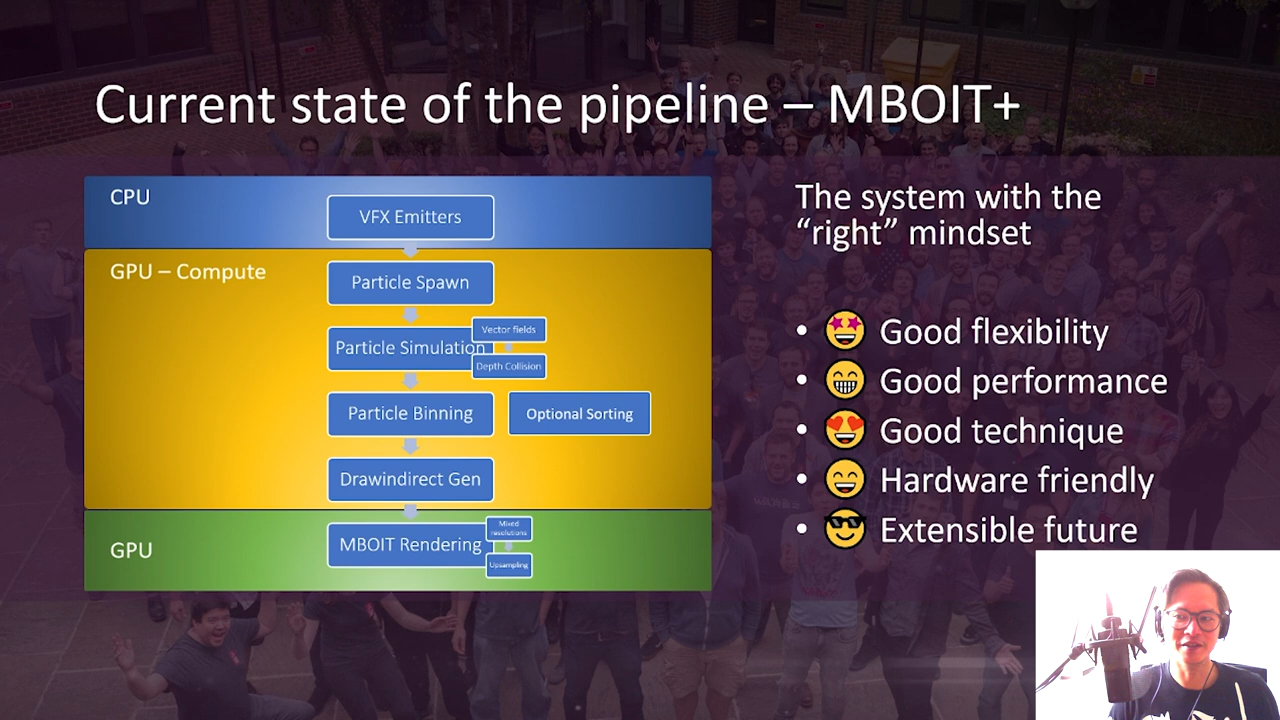 Current state of the pipeline – MBOIT+
CPU
VFX Emitters
GPU – Compute
Particle Spawn
Particle Simulation
Vector fields
Depth Collision
Particle Binning
Optional Sorting
Drawindirect Gen
GPU
MBOIT Rendering
Mixed
resolutions
Upsampling
The system with the
“right” mindset
• 🤩 Good flexibility
• 😁 Good performance
• 😍 Good technique
• 😄 Hardware friendly
• 😎 Extensible future